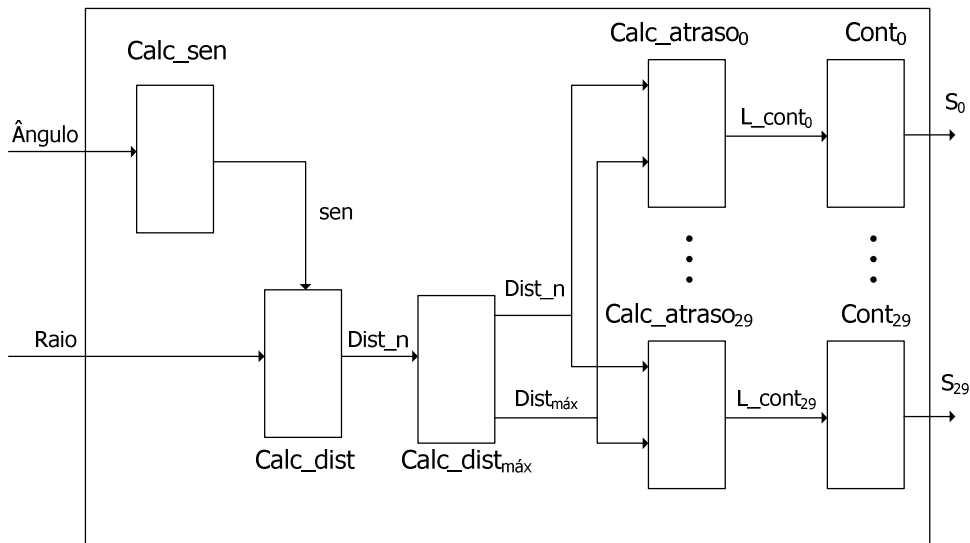 Calc_sen
Calc_atraso₀
Cont₀
Ângulo
L_cont₀
S₀
sen
Raio
Dist_n
Dist_n
Calc_atraso₂₉
Cont₂₉
Distₘáₓ
L_cont₂₉
S₂₉
Calc_dist
Calc_distₘáₓ